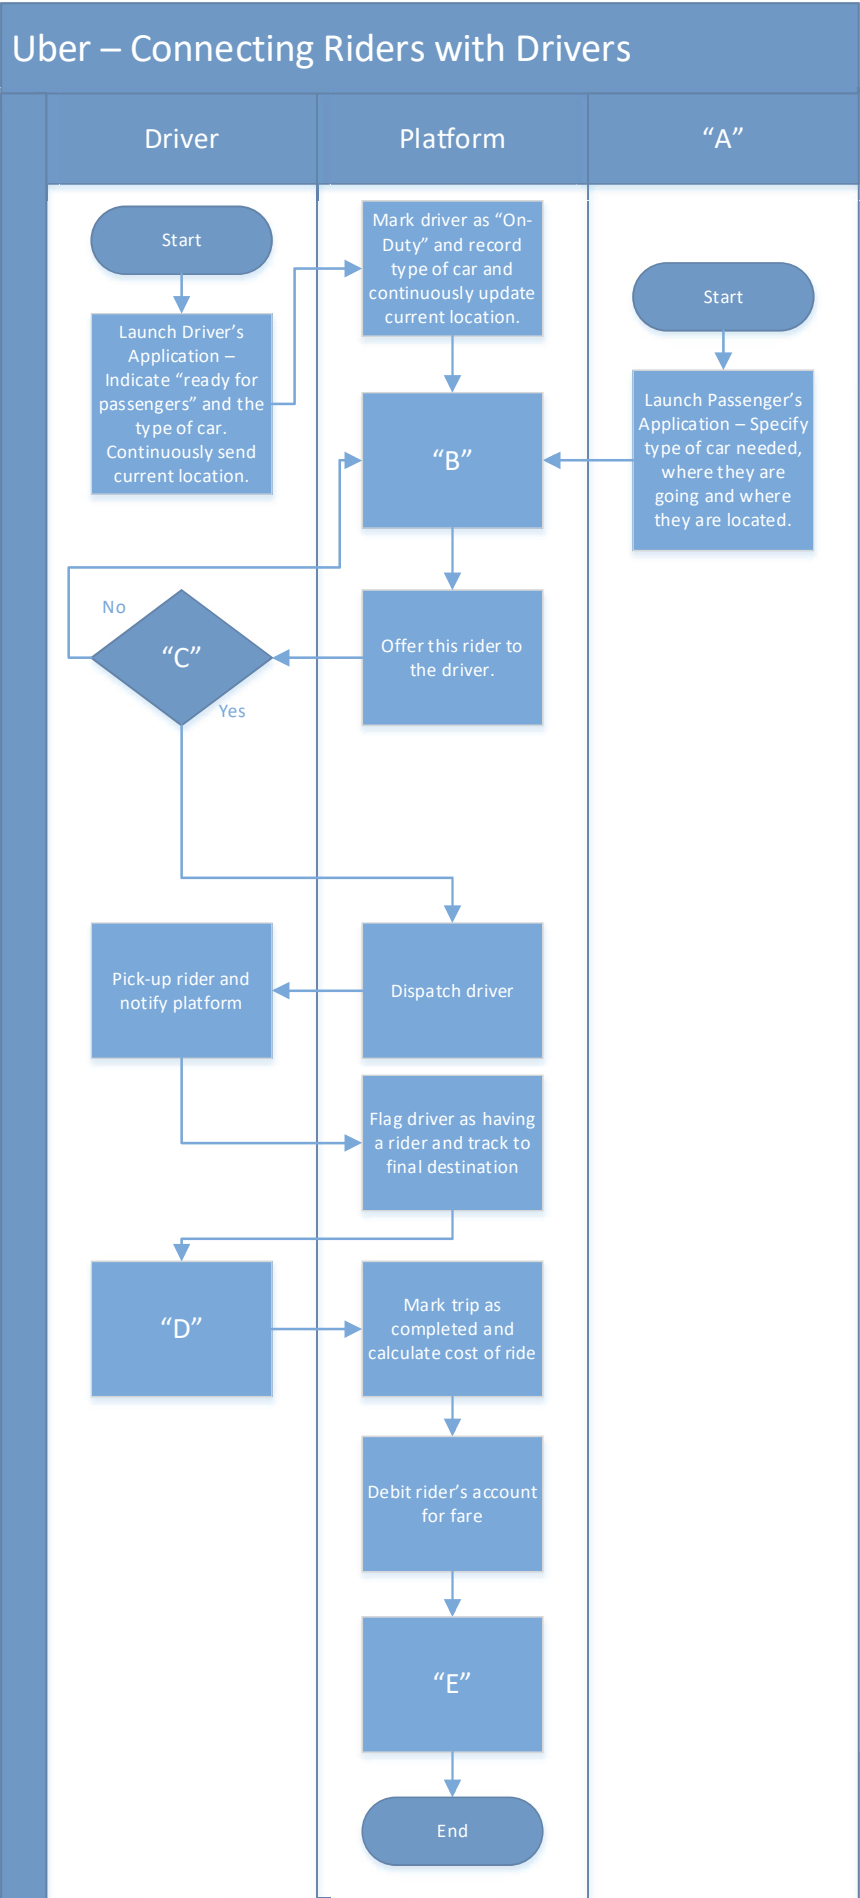 Uber – Connecting Riders with Drivers
Driver
Platform
“A”
Start
Launch Driver’s
Application –
Indicate “ready for
passengers” and the
type of car.
Continuously send
current location.
Mark driver as “On-
Duty” and record
type of car and
continuously update
current location.
Start
Launch Passenger’s
Application – Specify
type of car needed,
where they are
going and where
they are located.
“B”
No
“C”
Yes
Offer this rider to
the driver.
Dispatch driver
Pick-up rider and
notify platform
Flag driver as having
a rider and track to
final destination
“D”
Mark trip as
completed and
calculate cost of ride
Debit rider’s account
for fare
“E”
End